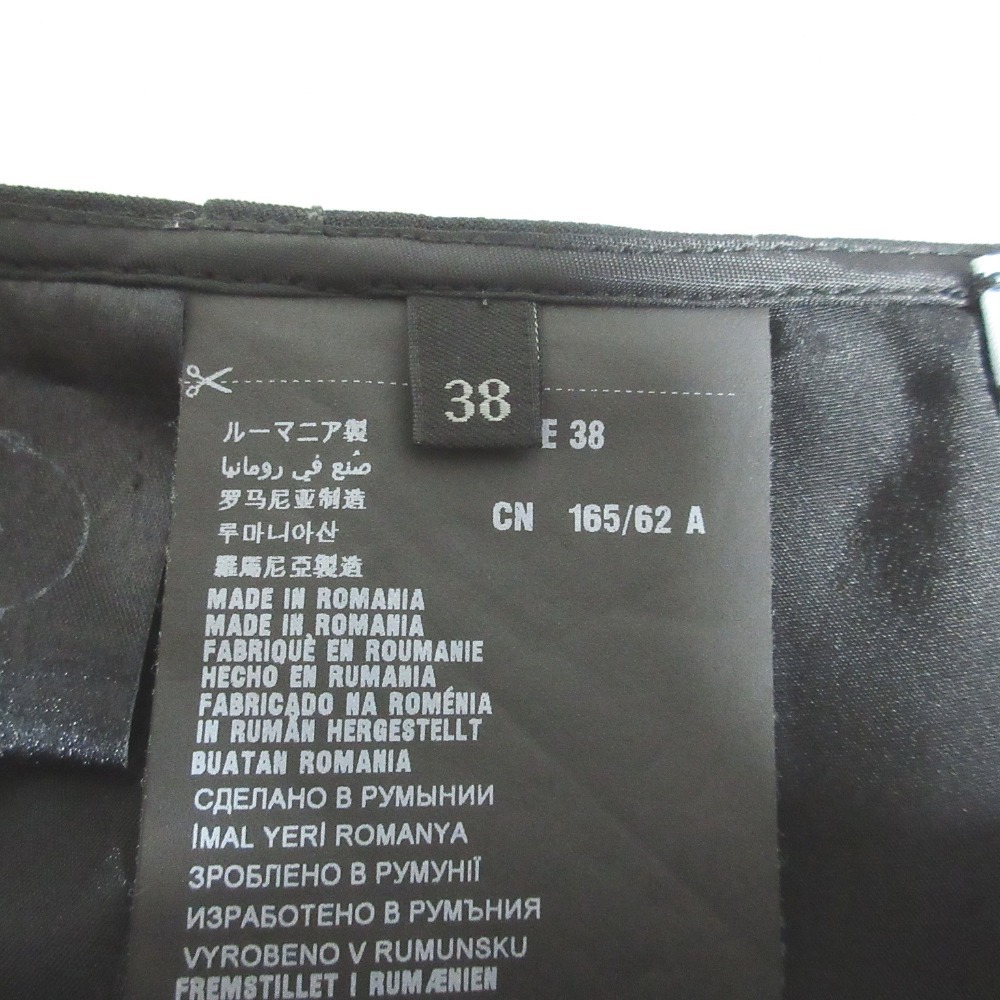 38
E 38
CN 165/62 A
ルーマニア製
صُنع في رومانيا
罗马尼亚制造
루마니아산
羅馬尼亞製造
MADE IN ROMANIA
MADE IN ROMANIA
FABRIQUÉ EN ROUMANIE
HECHO EN RUMANIA
FABRICADO NA ROMÉNIA
IN RUMÄN HERGESTELLT
BUATAN ROMANIA
СДЕЛАНО В РУМЫНИИ
İMAL YERİ ROMANYA
ЗРОБЛЕНО В РУМУНІЇ
ИЗРАБОТЕНО В РУМЪНИЯ
VYROBENO V RUMUNSKU
FREMSTILLET I RUMÆNIEN